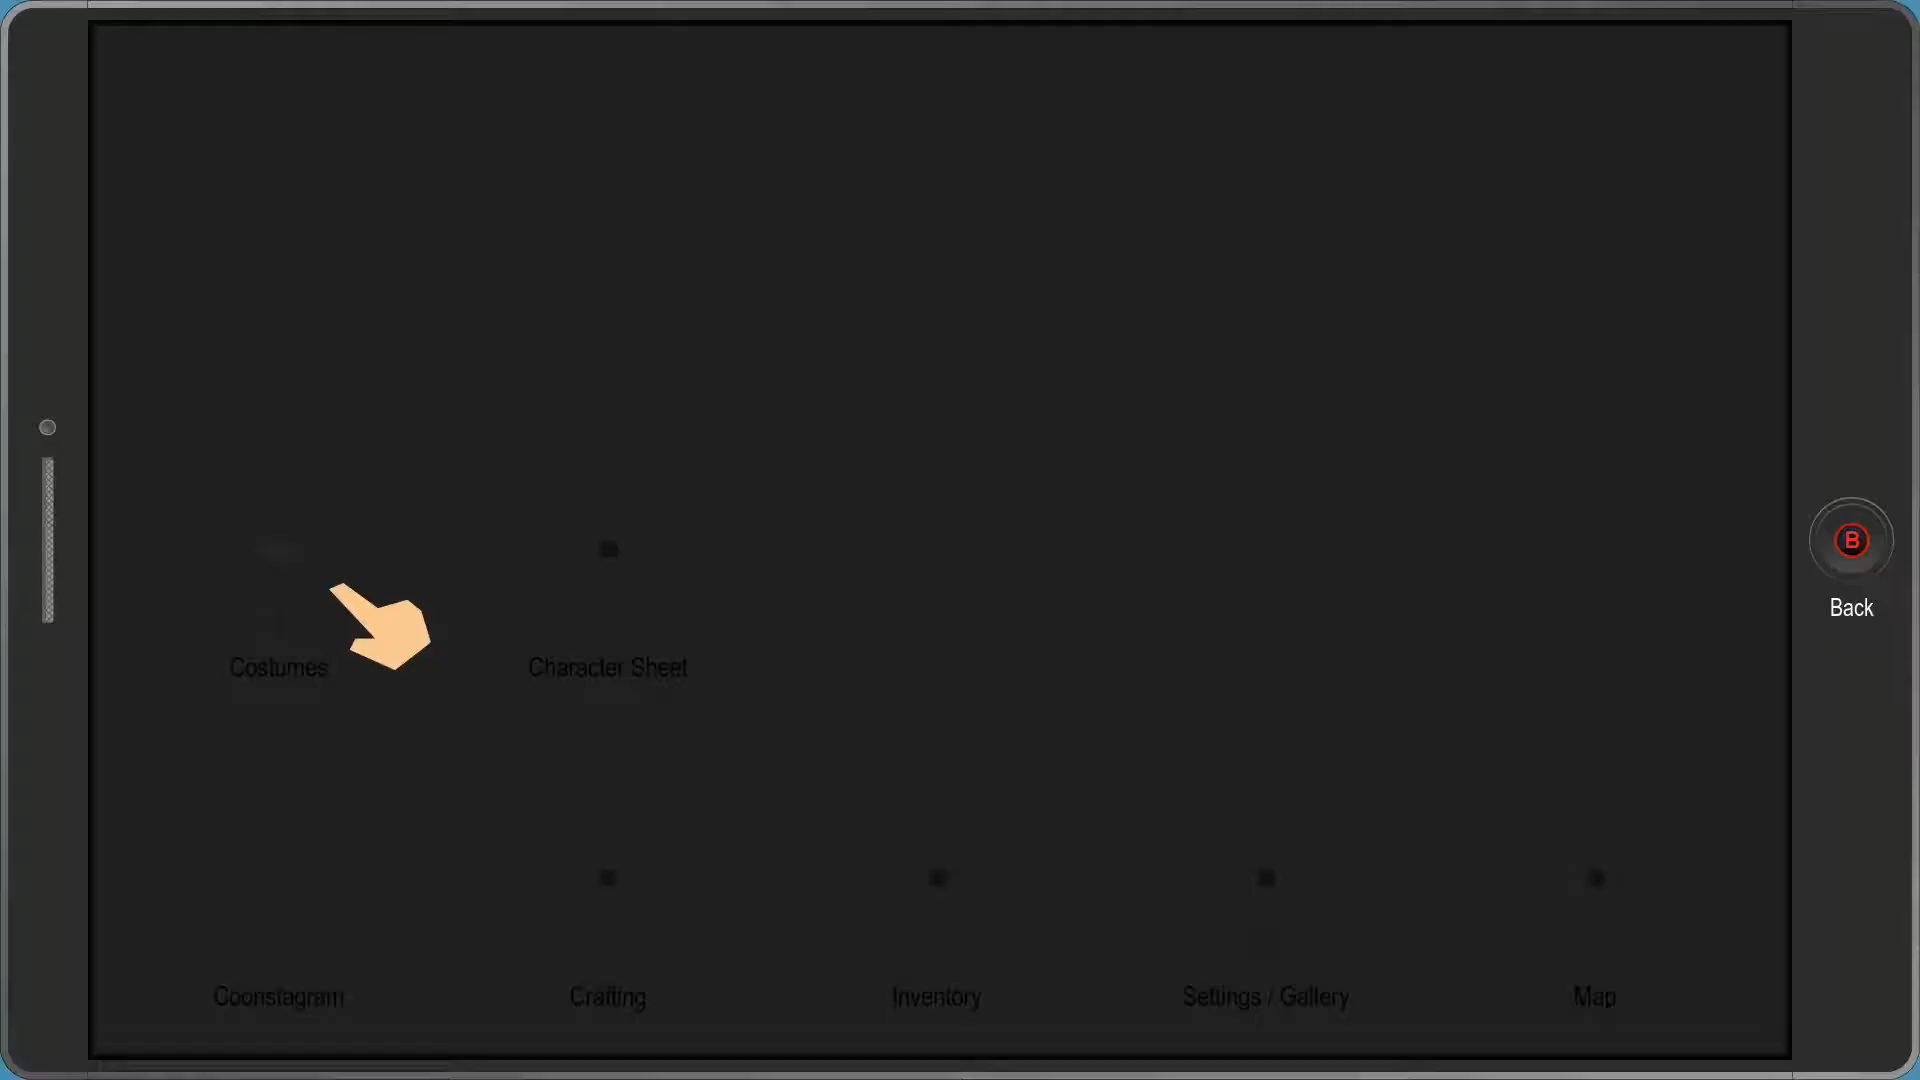 B
Back
Costumes
Character Sheet
Coonstagram
Crafting
Inventory
Settings / Gallery
Map